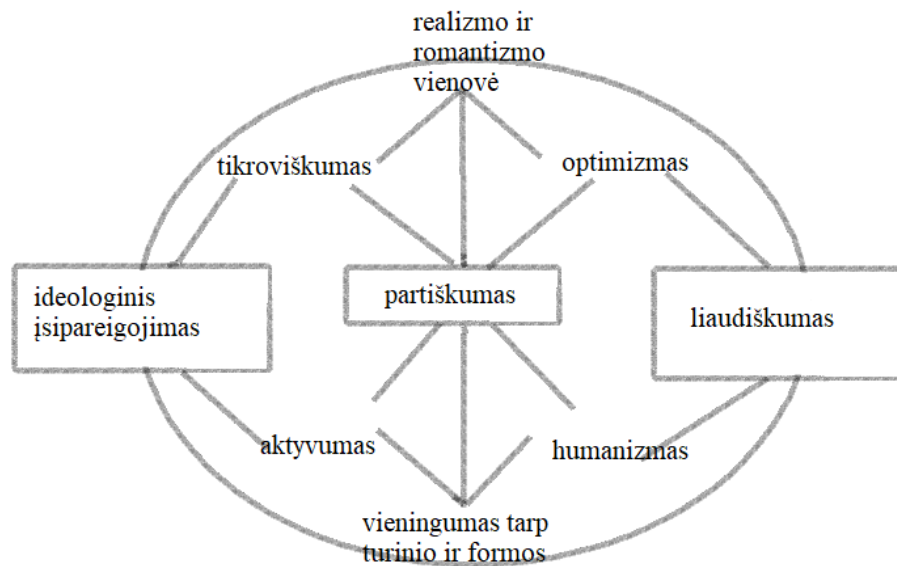 realizmo ir
romantizmo
vienovė
tikroviškumas
optimizmas
ideologinis
įsipareigojimas
partiškumas
liaudiškumas
aktyvumas
humanizmas
vieningumas tarp
turinio ir formos